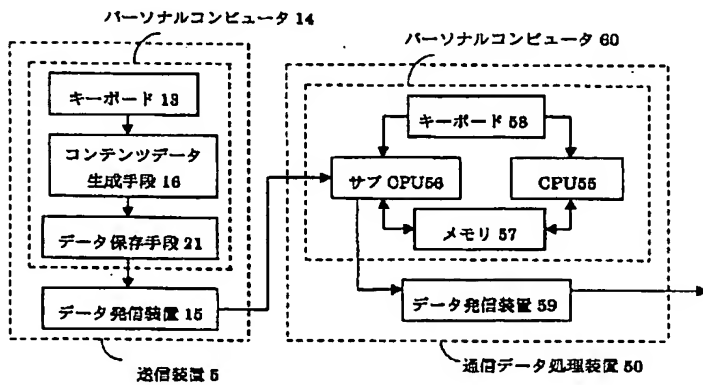 パーソナルコンピュータ 14
キーボード 13
コンテンツデータ
生成手段 16
データ保存手段 21
データ発信装置 15
送信装置 5
パーソナルコンピュータ 60
キーボード 58
サブ CPU56
CPU55
メモリ 57
データ発信装置 59
通信データ処理装置 50